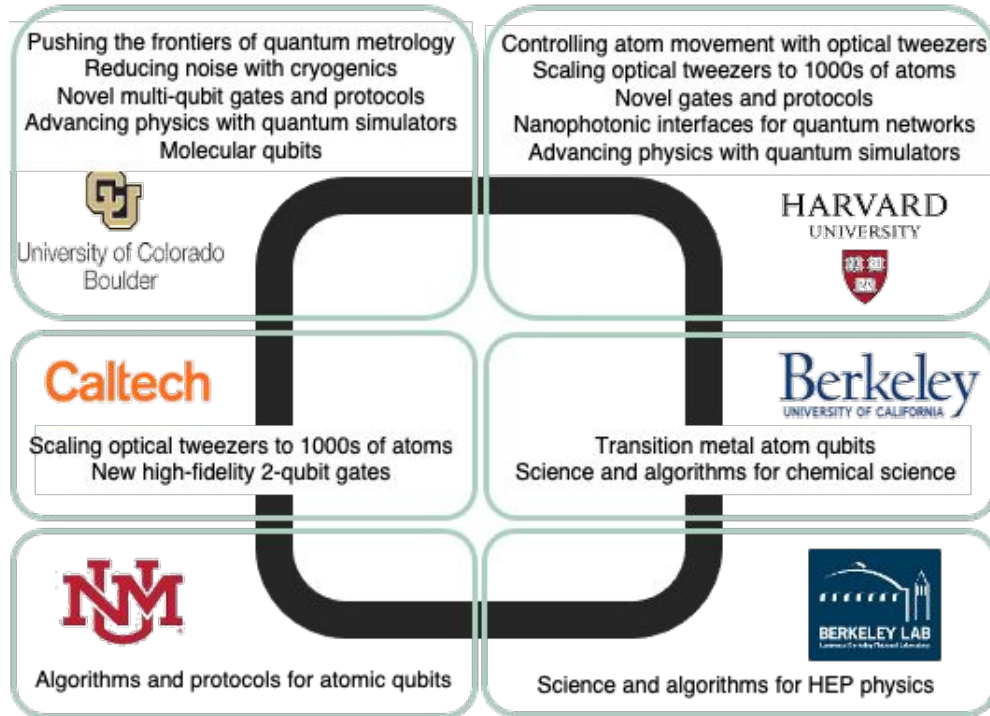 Pushing the frontiers of quantum metrology
Reducing noise with cryogenics
Novel multi-qubit gates and protocols
Advancing physics with quantum simulators
Molecular qubits
CU
University of Colorado
Boulder
Controlling atom movement with optical tweezers
Scaling optical tweezers to 1000s of atoms
Novel gates and protocols
Nanophotonic interfaces for quantum networks
Advancing physics with quantum simulators
HARVARD
UNIVERSITY
Caltech
Scaling optical tweezers to 1000s of atoms
New high-fidelity 2-qubit gates
Berkeley
UNIVERSITY OF CALIFORNIA
Transition metal atom qubits
Science and algorithms for chemical science
UNM
Algorithms and protocols for atomic qubits
BERKELEY LAB
Lawrence Berkeley National Laboratory
Science and algorithms for HEP physics